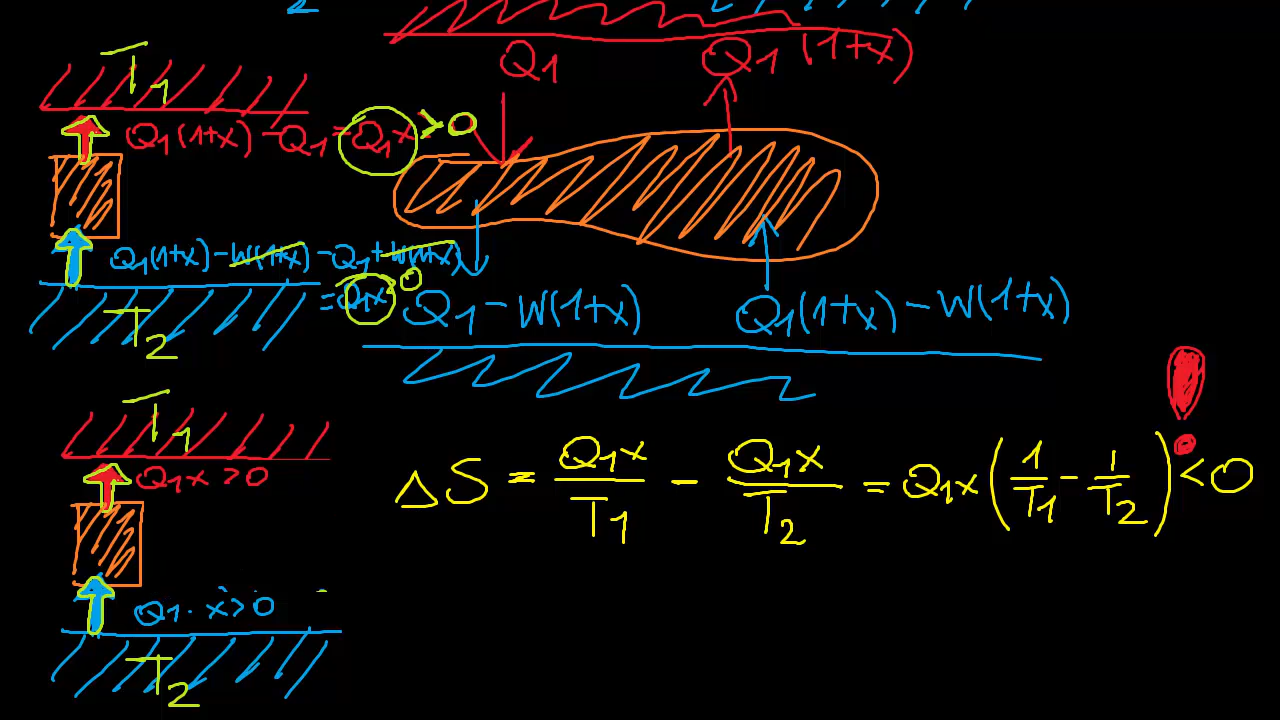 2
Q1 Q1 (1+x)
T1
Q1(1+x) - Q1 = Q1x > 0
Q1(1+x) - W(1+x) - Q1 + W(1+x)
= Q1x > 0
Q1 - W(1+x) Q1(1+x) - W(1+x)
T2
T1
Q1x > 0
ΔS = Q1x/T1 - Q1x/T2 = Q1x (1/T1 - 1/T2) < 0 !
Q1 · x > 0
T2